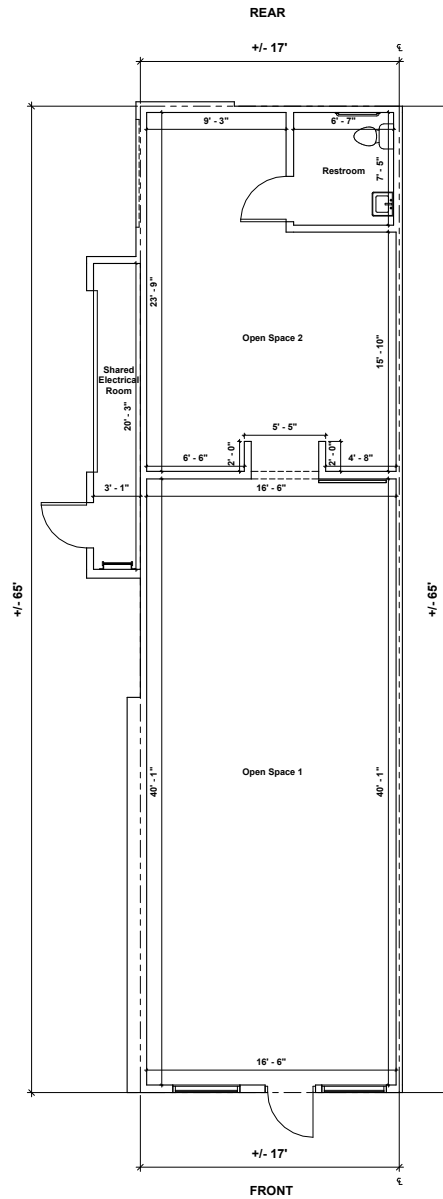 REAR
+/- 17'
℄
9' - 3"
6' - 7"
Restroom
7' - 5"
23' - 9"
Open Space 2
15' - 10"
Shared
Electrical
Room
20' - 3"
5' - 5"
2' - 0"
2' - 0"
6' - 6"
4' - 8"
3' - 1"
16' - 6"
+/- 65'
+/- 65'
Open Space 1
40' - 1"
40' - 1"
16' - 6"
+/- 17'
℄
FRONT